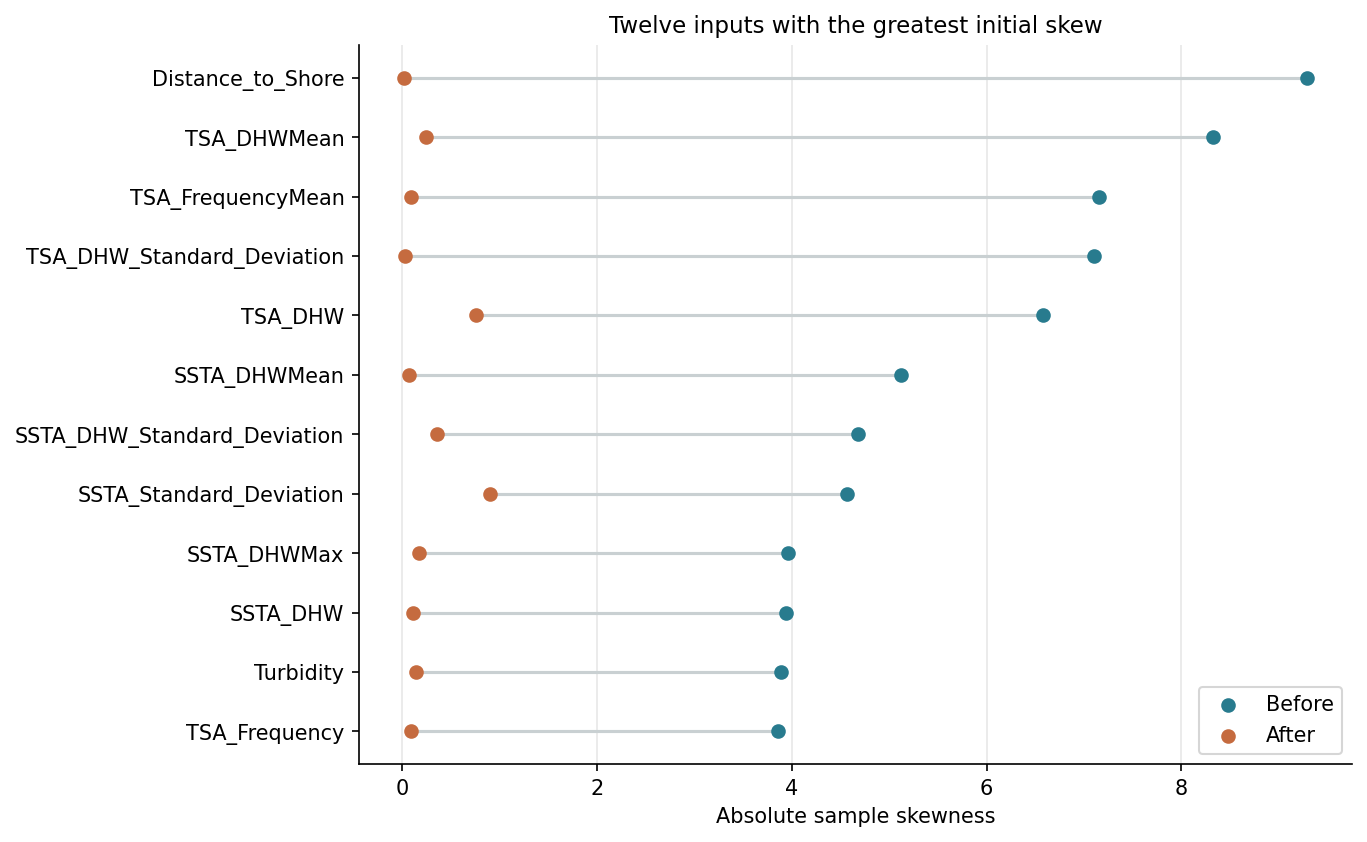 Twelve inputs with the greatest initial skew
Distance_to_Shore
TSA_DHWMean
TSA_FrequencyMean
TSA_DHW_Standard_Deviation
TSA_DHW
SSTA_DHWMean
SSTA_DHW_Standard_Deviation
SSTA_Standard_Deviation
SSTA_DHWMax
SSTA_DHW
Turbidity
TSA_Frequency
Before
After
0 2 4 6 8
Absolute sample skewness